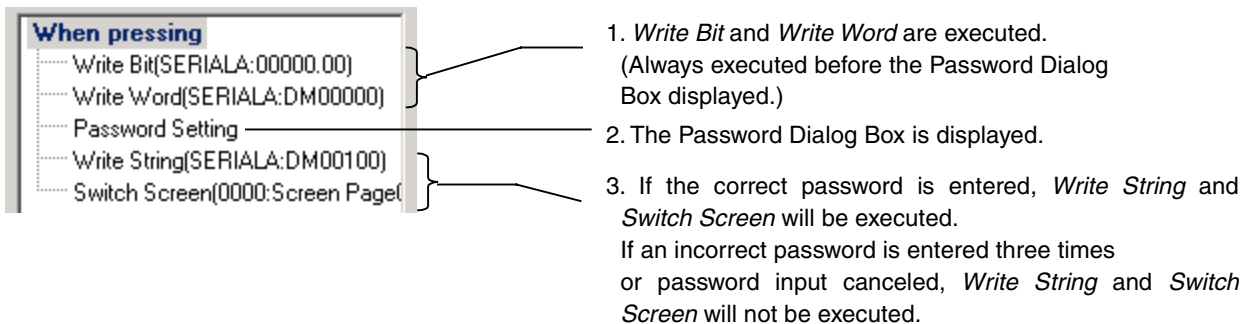 When pressing
Write Bit(SERIALA:00000.00)
Write Word(SERIALA:DM00000)
Password Setting
Write String(SERIALA:DM00100)
Switch Screen(0000:Screen Page(
1. Write Bit and Write Word are executed.
(Always executed before the Password Dialog
Box displayed.)
2. The Password Dialog Box is displayed.
3. If the correct password is entered, Write String and
Switch Screen will be executed.
If an incorrect password is entered three times
or password input canceled, Write String and Switch
Screen will not be executed.